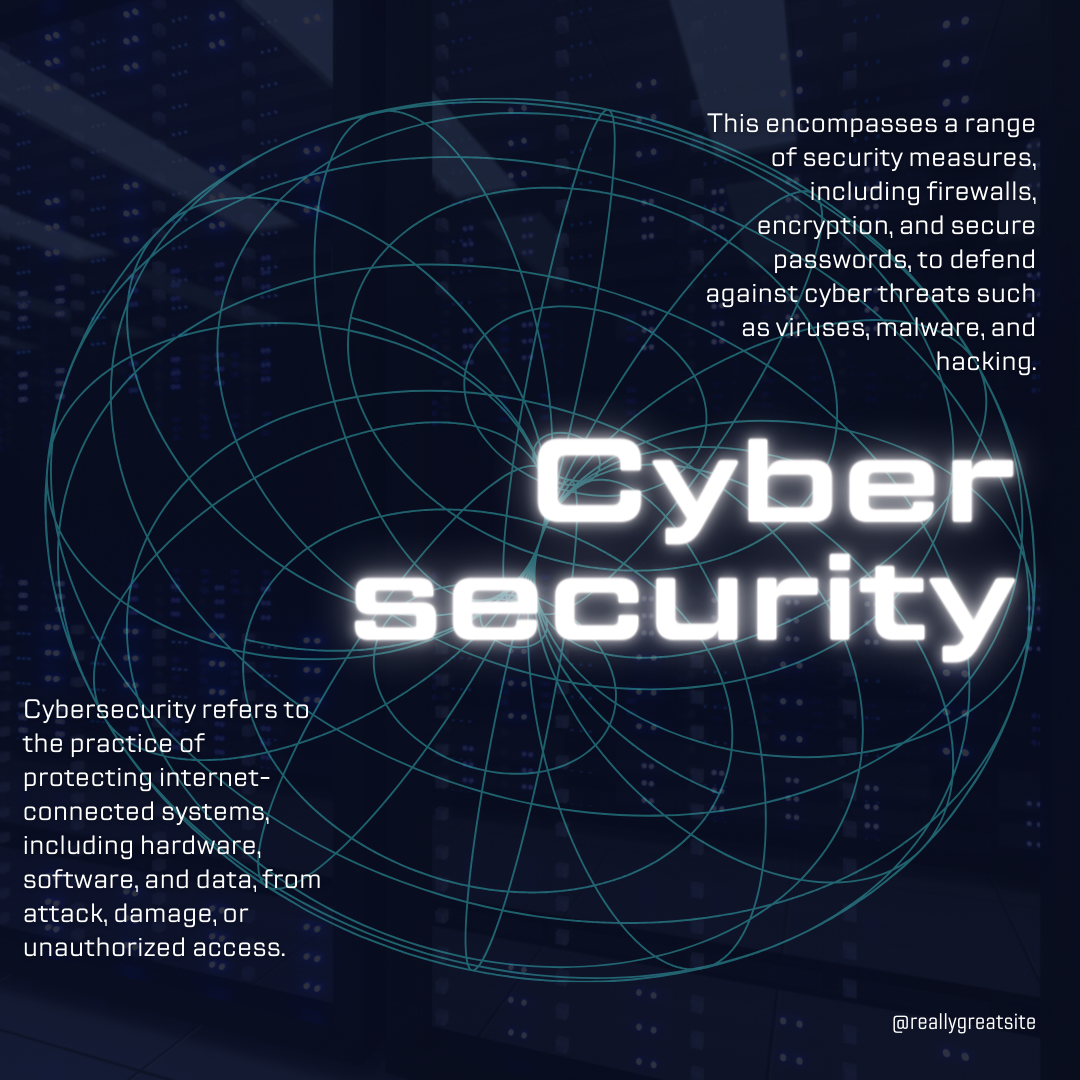 This encompasses a range
of security measures,
including firewalls,
encryption, and secure
passwords, to defend
against cyber threats such
as viruses, malware, and
hacking.
Cyber
security
Cybersecurity refers to
the practice of
protecting internet-
connected systems,
including hardware,
software, and data, from
attack, damage, or
unauthorized access.
@reallygreatsite